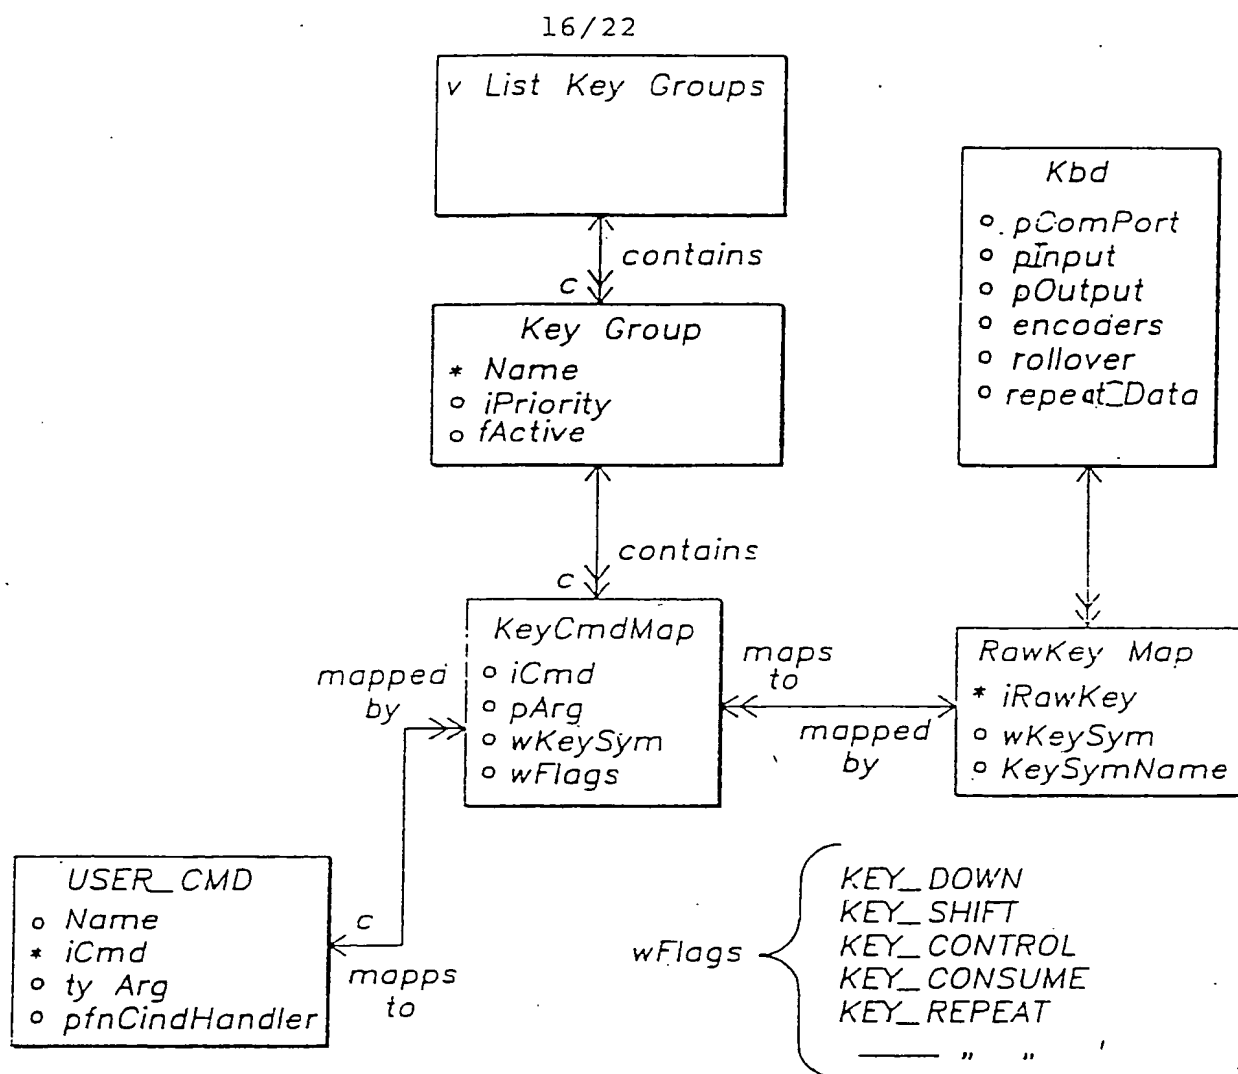 16/22
v List Key Groups
contains
c
Key Group
* Name
o iPriority
o fActive
contains
c
Kbd
o pComPort
o pInput
o pOutput
o encoders
o rollover
o repeat_Data
KeyCmdMap
o iCmd
o pArg
o wKeySym
o wFlags
mapped
by
maps
to
mapped
by
RawKey Map
* iRawKey
o wKeySym
o KeySymName
USER_CMD
o Name
* iCmd
o ty Arg
o pfnCindHandler
c
mapps
to
wFlags
KEY_DOWN
KEY_SHIFT
KEY_CONTROL
KEY_CONSUME
KEY_REPEAT
—— " " '